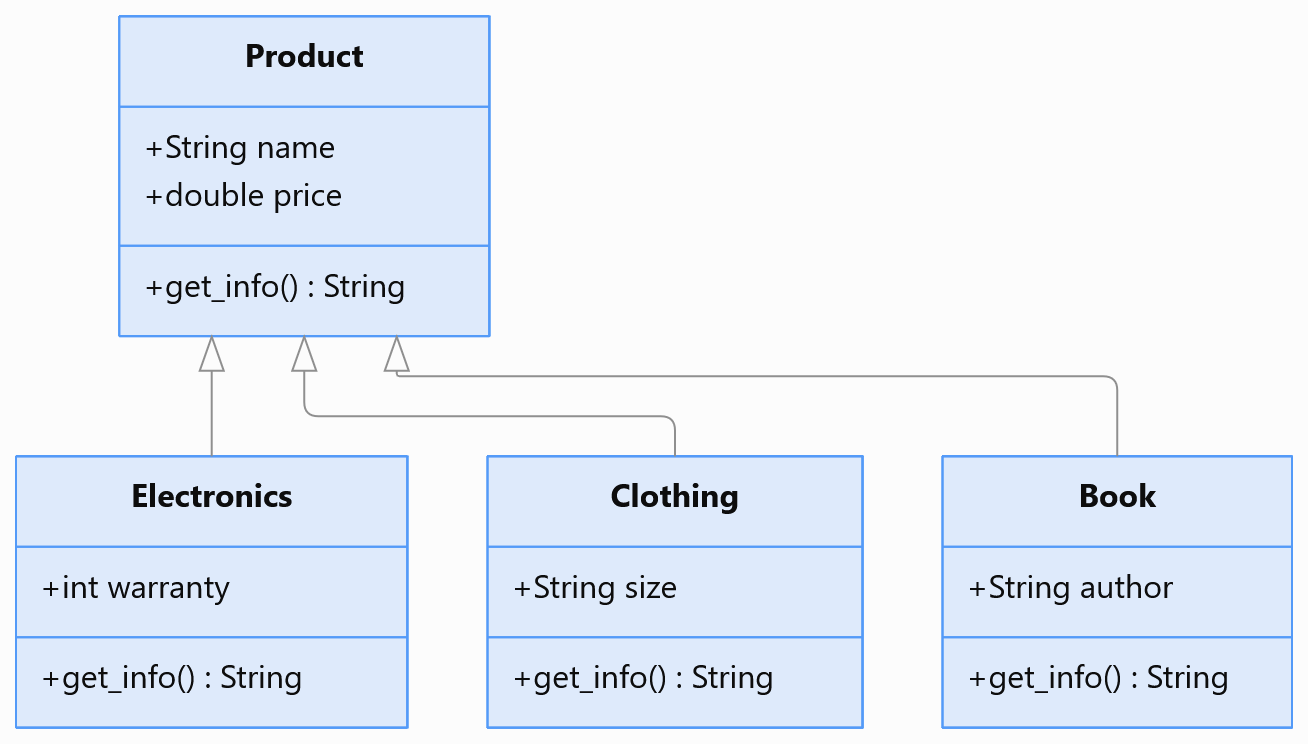 Product
+String name
+double price
+get_info() : String
Electronics
+int warranty
+get_info() : String
Clothing
+String size
+get_info() : String
Book
+String author
+get_info() : String